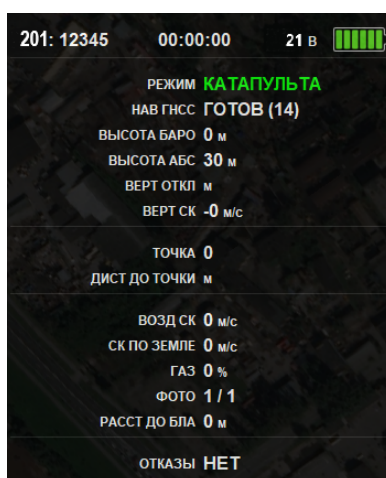 201: 12345 00:00:00 21 В
РЕЖИМ КАТАПУЛЬТА
НАВ ГНСС ГОТОВ (14)
ВЫСОТА БАРО 0 м
ВЫСОТА АБС 30 м
ВЕРТ ОТКЛ м
ВЕРТ СК -0 м/с
ТОЧКА 0
ДИСТ ДО ТОЧКИ м
ВОЗД СК 0 м/с
СК ПО ЗЕМЛЕ 0 м/с
ГАЗ 0 %
ФОТО 1 / 1
РАССТ ДО БЛА 0 м
ОТКАЗЫ НЕТ